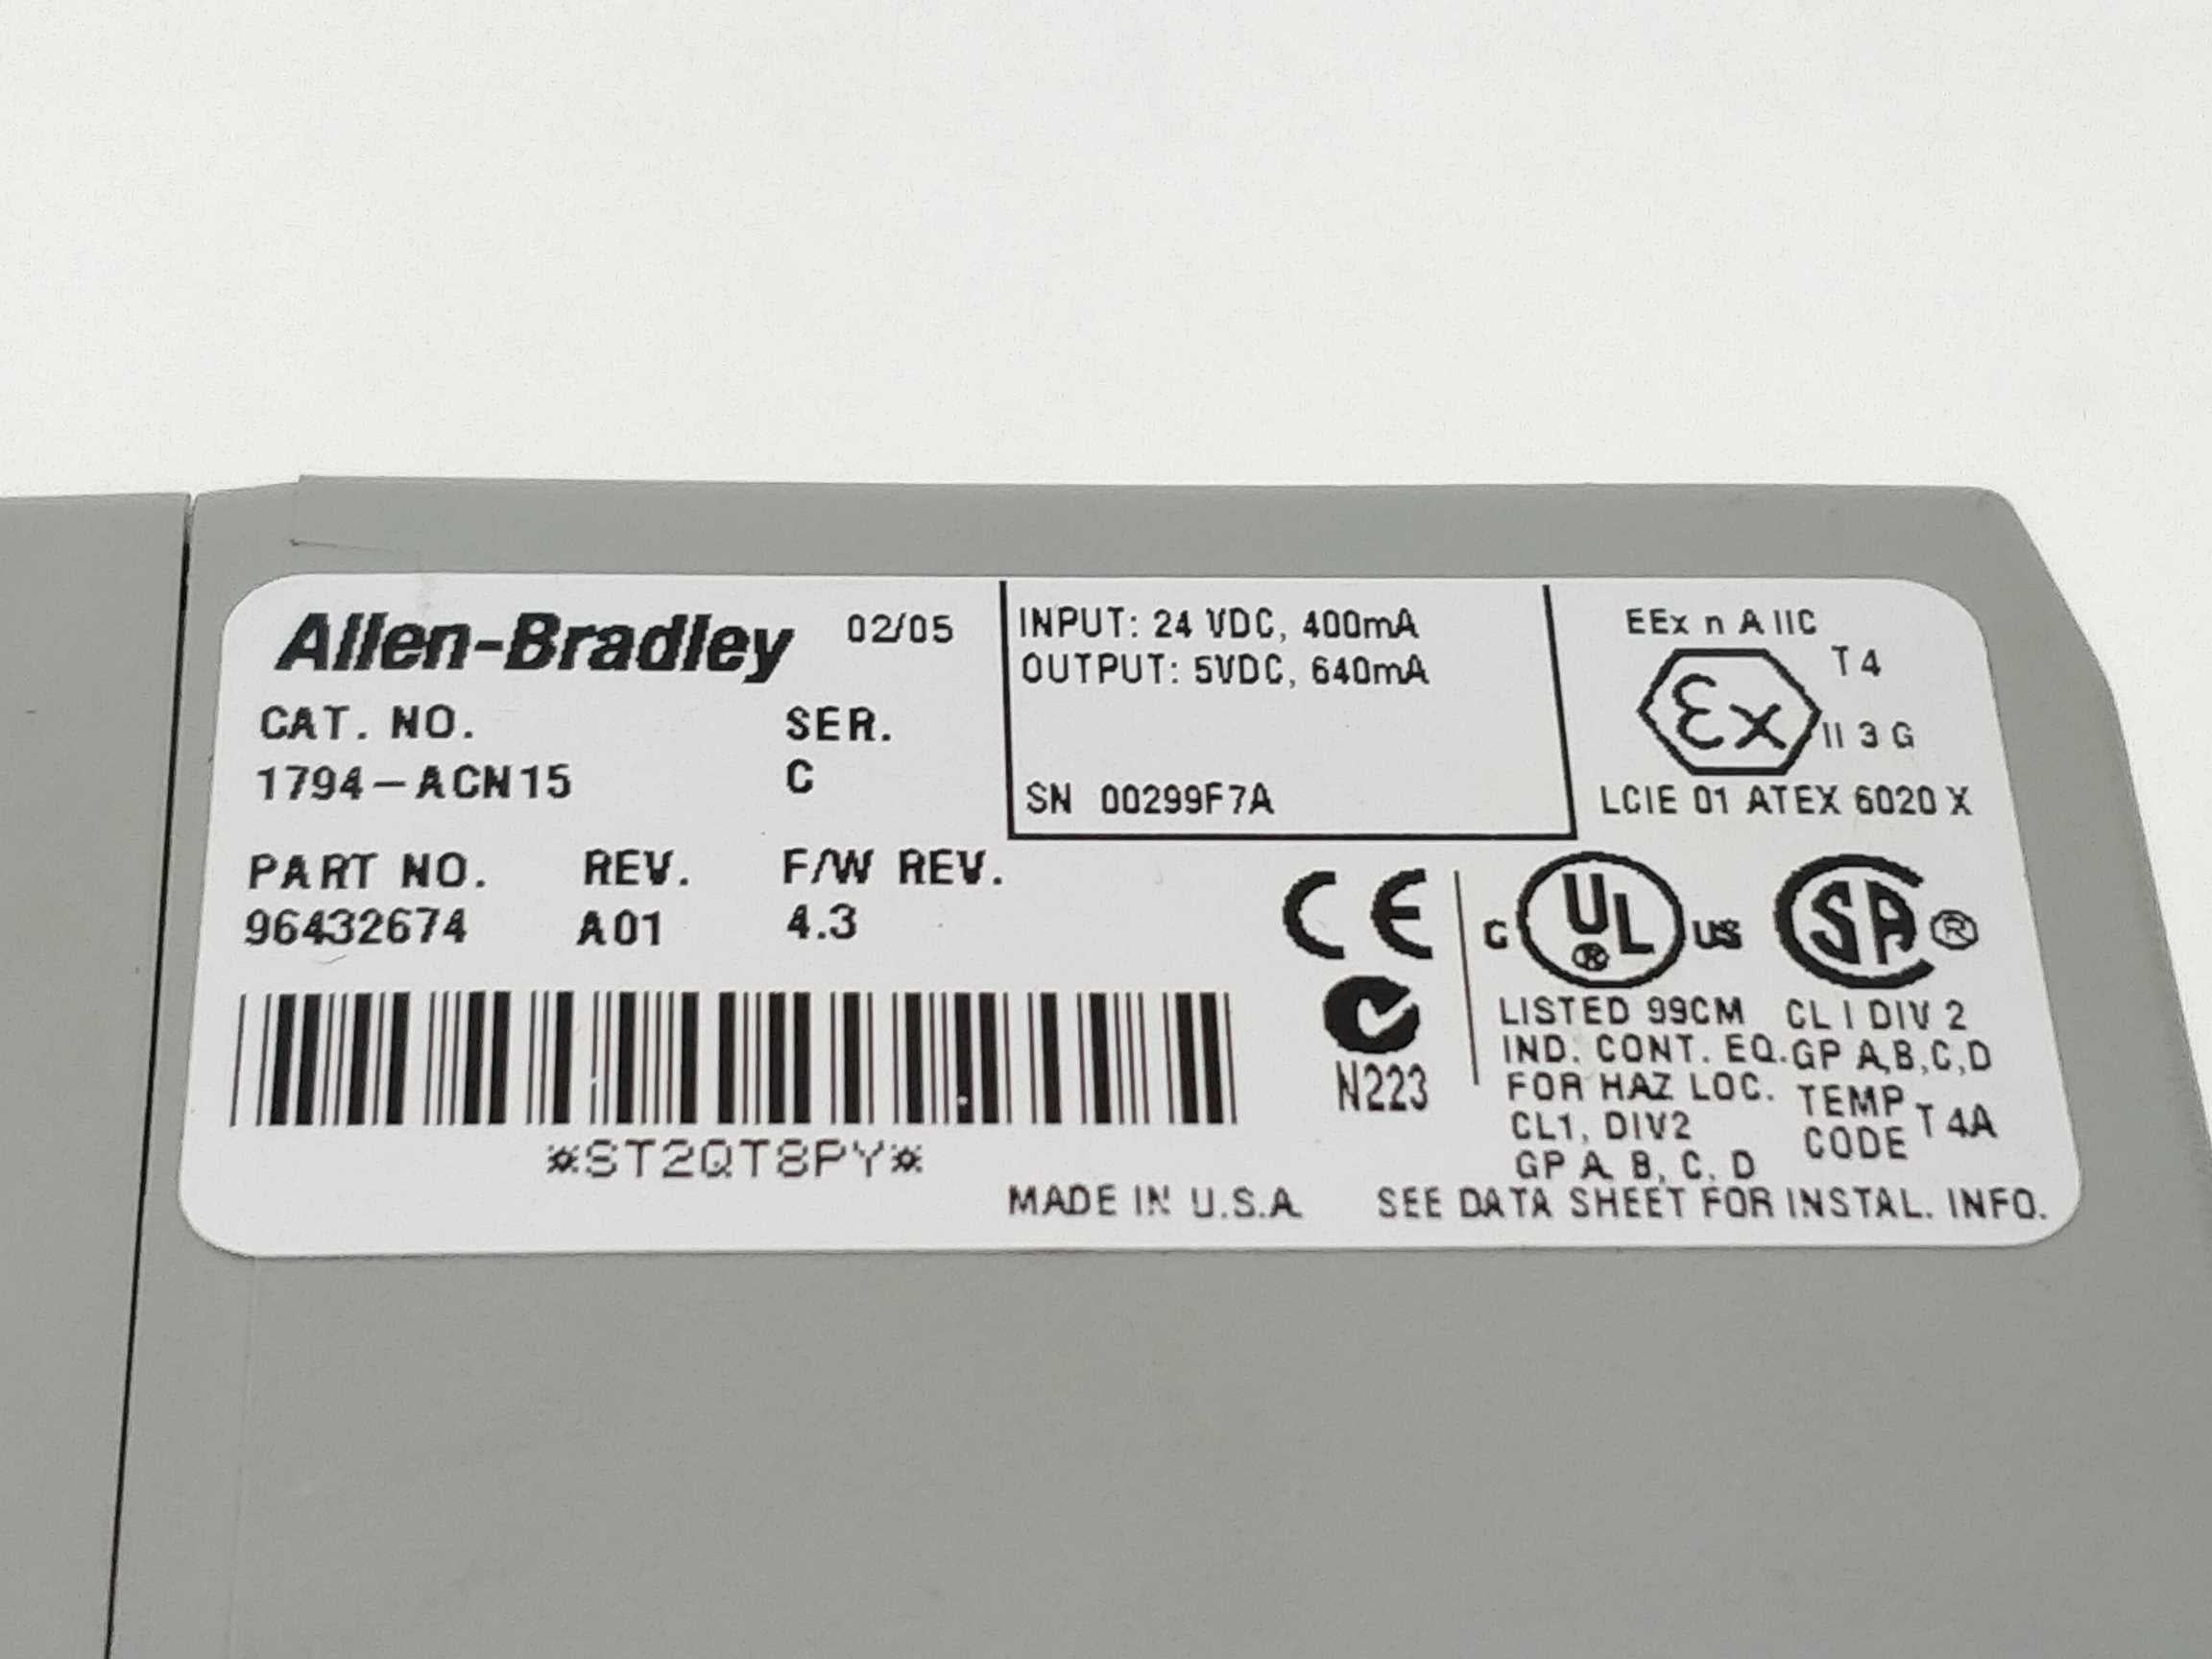 Allen-Bradley 02/05
CAT. NO. SER.
1794-ACN15 C
PART NO. REV. F/W REV.
96432674 A01 4.3
*ST2QT8PY*
INPUT: 24 VDC, 400mA
OUTPUT: 5VDC, 640mA
SN 00299F7A
EEx n A IIC
T 4
Ex
II 3 G
LCIE 01 ATEX 6020 X
CE
N223
C UL ® US
LISTED 99CM
IND. CONT. EQ.
FOR HAZ LOC.
CL1, DIV2
GP A B, C, D
SA ®
CL I DIV 2
GP A,B,C,D
TEMP
CODE T 4A
MADE IN U.S.A. SEE DATA SHEET FOR INSTAL. INFO.